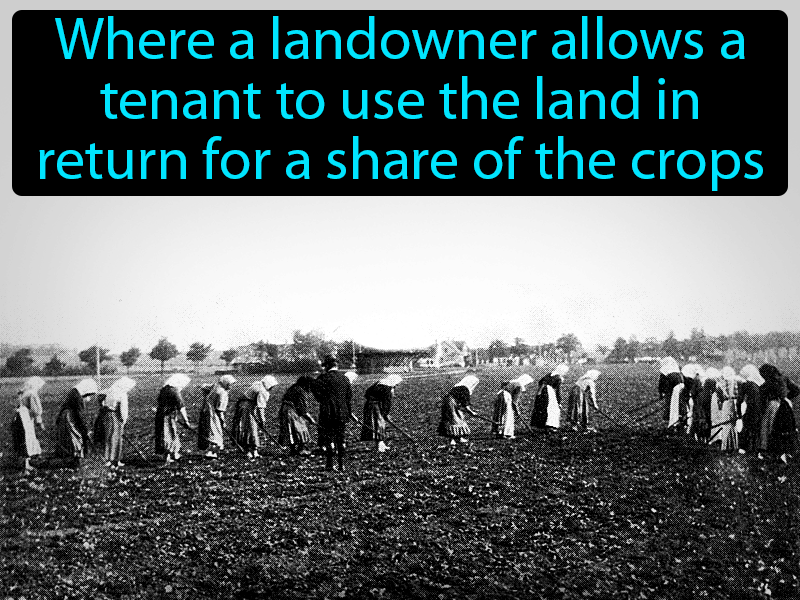 Where a landowner allows a
tenant to use the land in
return for a share of the crops